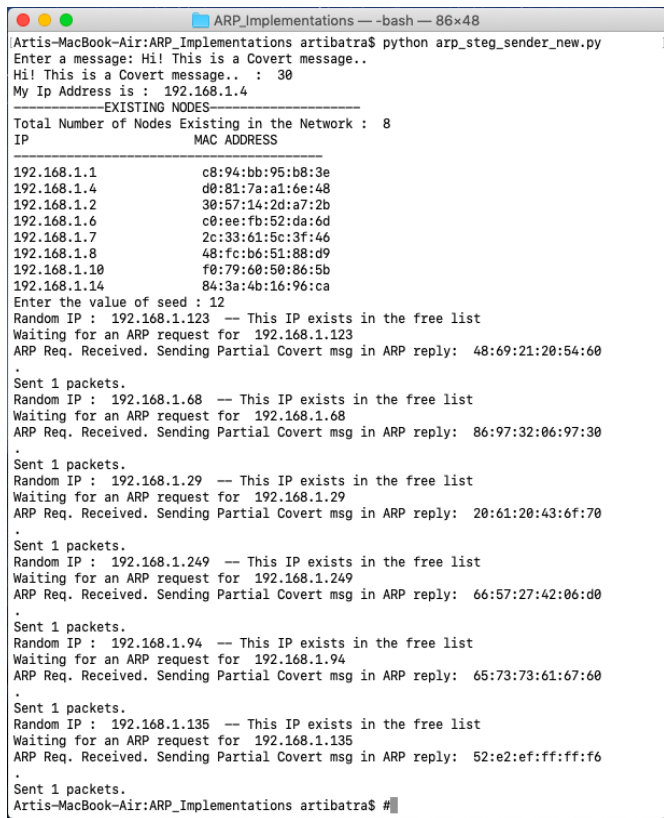 ARP_Implementations — -bash — 86×48
[Artis-MacBook-Air:ARP_Implementations artibatra$ python arp_steg_sender_new.py ]
Enter a message: Hi! This is a Covert message..
Hi! This is a Covert message..  :  30
My Ip Address is :  192.168.1.4
------------EXISTING NODES--------------------
Total Number of Nodes Existing in the Network :  8
IP                      MAC ADDRESS
-----------------------------------------
192.168.1.1              c8:94:bb:95:b8:3e
192.168.1.4              d0:81:7a:a1:6e:48
192.168.1.2              30:57:14:2d:a7:2b
192.168.1.6              c0:ee:fb:52:da:6d
192.168.1.7              2c:33:61:5c:3f:46
192.168.1.8              48:fc:b6:51:88:d9
192.168.1.10             f0:79:60:50:86:5b
192.168.1.14             84:3a:4b:16:96:ca
Enter the value of seed : 12
Random IP :  192.168.1.123  -- This IP exists in the free list
Waiting for an ARP request for  192.168.1.123
ARP Req. Received. Sending Partial Covert msg in ARP reply:  48:69:21:20:54:60
.
Sent 1 packets.
Random IP :  192.168.1.68  -- This IP exists in the free list
Waiting for an ARP request for  192.168.1.68
ARP Req. Received. Sending Partial Covert msg in ARP reply:  86:97:32:06:97:30
.
Sent 1 packets.
Random IP :  192.168.1.29  -- This IP exists in the free list
Waiting for an ARP request for  192.168.1.29
ARP Req. Received. Sending Partial Covert msg in ARP reply:  20:61:20:43:6f:70
.
Sent 1 packets.
Random IP :  192.168.1.249  -- This IP exists in the free list
Waiting for an ARP request for  192.168.1.249
ARP Req. Received. Sending Partial Covert msg in ARP reply:  66:57:27:42:06:d0
.
Sent 1 packets.
Random IP :  192.168.1.94  -- This IP exists in the free list
Waiting for an ARP request for  192.168.1.94
ARP Req. Received. Sending Partial Covert msg in ARP reply:  65:73:73:61:67:60
.
Sent 1 packets.
Random IP :  192.168.1.135  -- This IP exists in the free list
Waiting for an ARP request for  192.168.1.135
ARP Req. Received. Sending Partial Covert msg in ARP reply:  52:e2:ef:ff:ff:f6
.
Sent 1 packets.
Artis-MacBook-Air:ARP_Implementations artibatra$ #